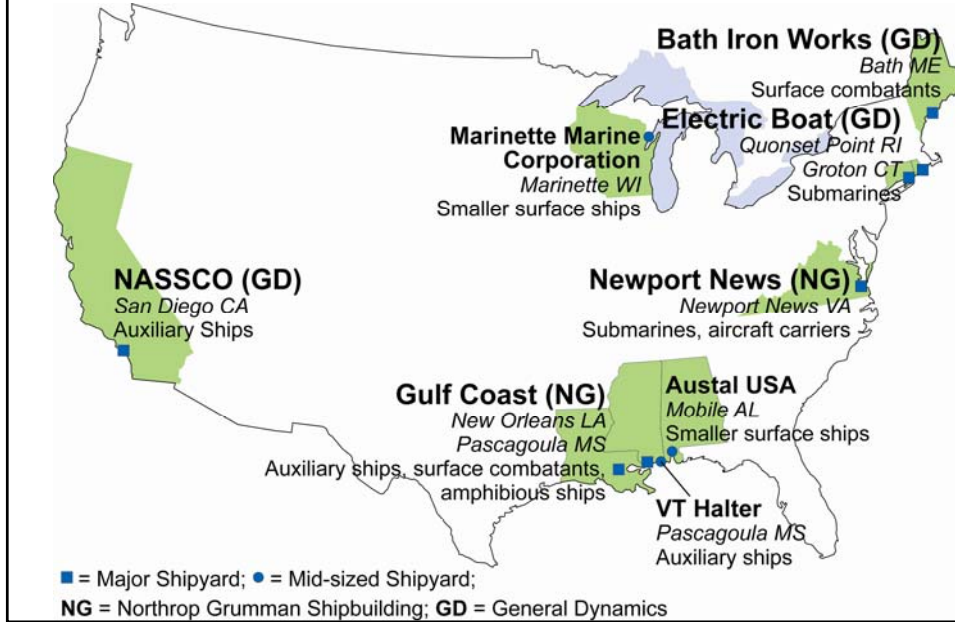 Bath Iron Works (GD)
Bath ME
Surface combatants
Electric Boat (GD)
Quonset Point RI
Groton CT
Submarines
Marinette Marine
Corporation
Marinette WI
Smaller surface ships
NASSCO (GD)
San Diego CA
Auxiliary Ships
Newport News (NG)
Newport News VA
Submarines, aircraft carriers
Gulf Coast (NG)
New Orleans LA
Pascagoula MS
Auxiliary ships, surface combatants,
amphibious ships
Austal USA
Mobile AL
Smaller surface ships
VT Halter
Pascagoula MS
Auxiliary ships
= Major Shipyard; = Mid-sized Shipyard;
NG = Northrop Grumman Shipbuilding; GD = General Dynamics